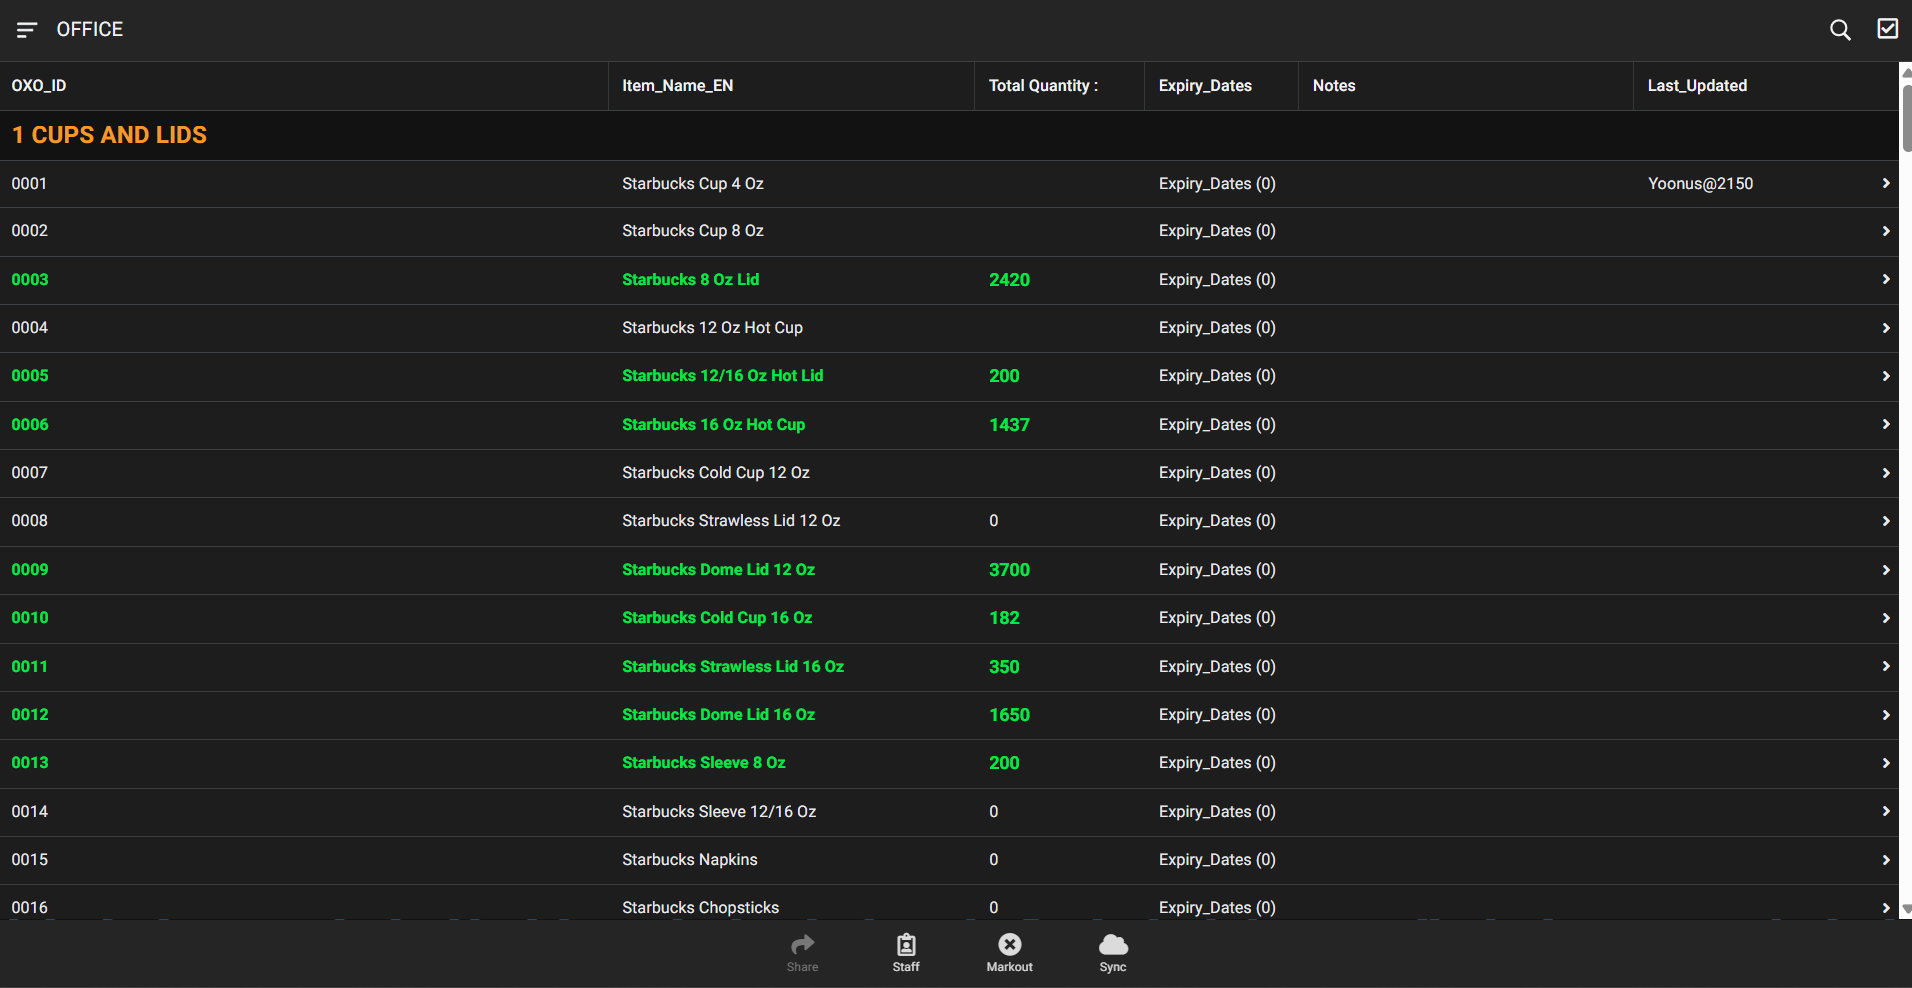 OFFICE
OXO_ID Item_Name_EN Total Quantity : Expiry_Dates Notes Last_Updated
1 CUPS AND LIDS
0001 Starbucks Cup 4 Oz Expiry_Dates (0) Yoonus@2150
0002 Starbucks Cup 8 Oz Expiry_Dates (0)
0003 Starbucks 8 Oz Lid 2420 Expiry_Dates (0)
0004 Starbucks 12 Oz Hot Cup Expiry_Dates (0)
0005 Starbucks 12/16 Oz Hot Lid 200 Expiry_Dates (0)
0006 Starbucks 16 Oz Hot Cup 1437 Expiry_Dates (0)
0007 Starbucks Cold Cup 12 Oz Expiry_Dates (0)
0008 Starbucks Strawless Lid 12 Oz 0 Expiry_Dates (0)
0009 Starbucks Dome Lid 12 Oz 3700 Expiry_Dates (0)
0010 Starbucks Cold Cup 16 Oz 182 Expiry_Dates (0)
0011 Starbucks Strawless Lid 16 Oz 350 Expiry_Dates (0)
0012 Starbucks Dome Lid 16 Oz 1650 Expiry_Dates (0)
0013 Starbucks Sleeve 8 Oz 200 Expiry_Dates (0)
0014 Starbucks Sleeve 12/16 Oz 0 Expiry_Dates (0)
0015 Starbucks Napkins 0 Expiry_Dates (0)
0016 Starbucks Chopsticks 0 Expiry_Dates (0)
Share Staff Markout Sync